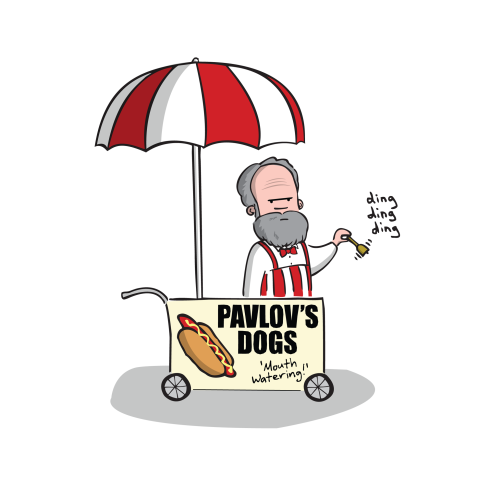 ding
ding
ding
PAVLOV'S
DOGS
'Mouth
Watering!'